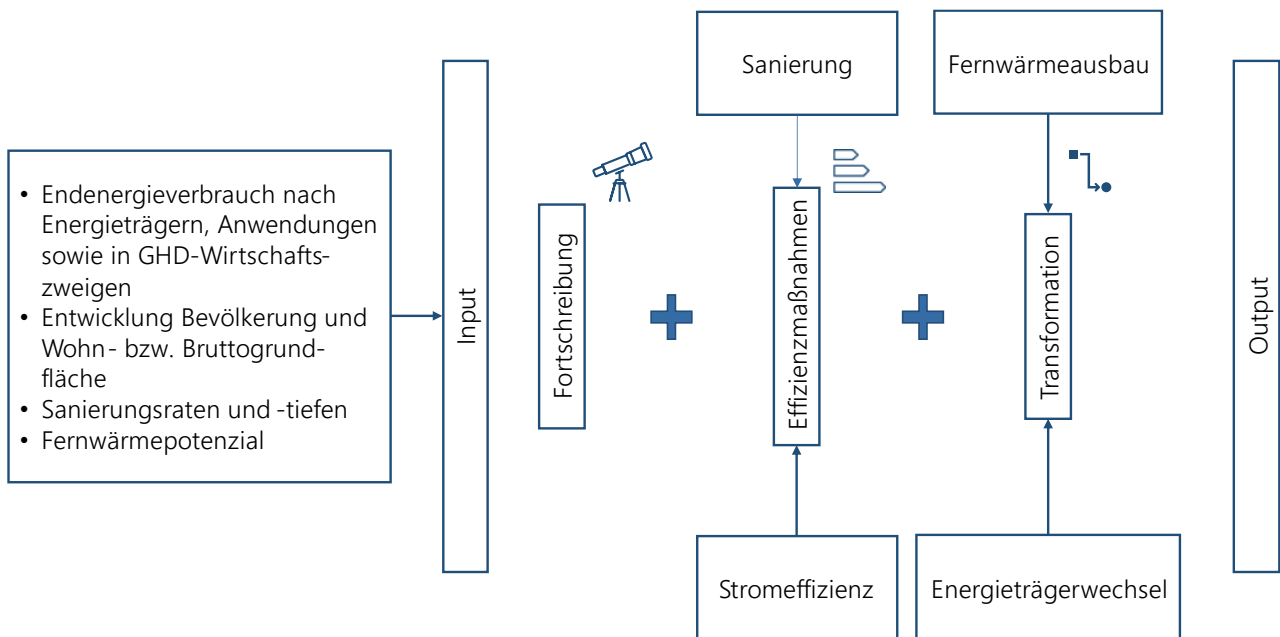 • Endenergieverbrauch nach
Energieträgern, Anwendungen
sowie in GHD-Wirtschafts-
zweigen
• Entwicklung Bevölkerung und
Wohn- bzw. Bruttogrund-
fläche
• Sanierungsraten und -tiefen
• Fernwärmepotenzial
Input
Fortschreibung
Sanierung
Effizienzmaßnahmen
Stromeffizienz
Fernwärmeausbau
Transformation
Energieträgerwechsel
Output